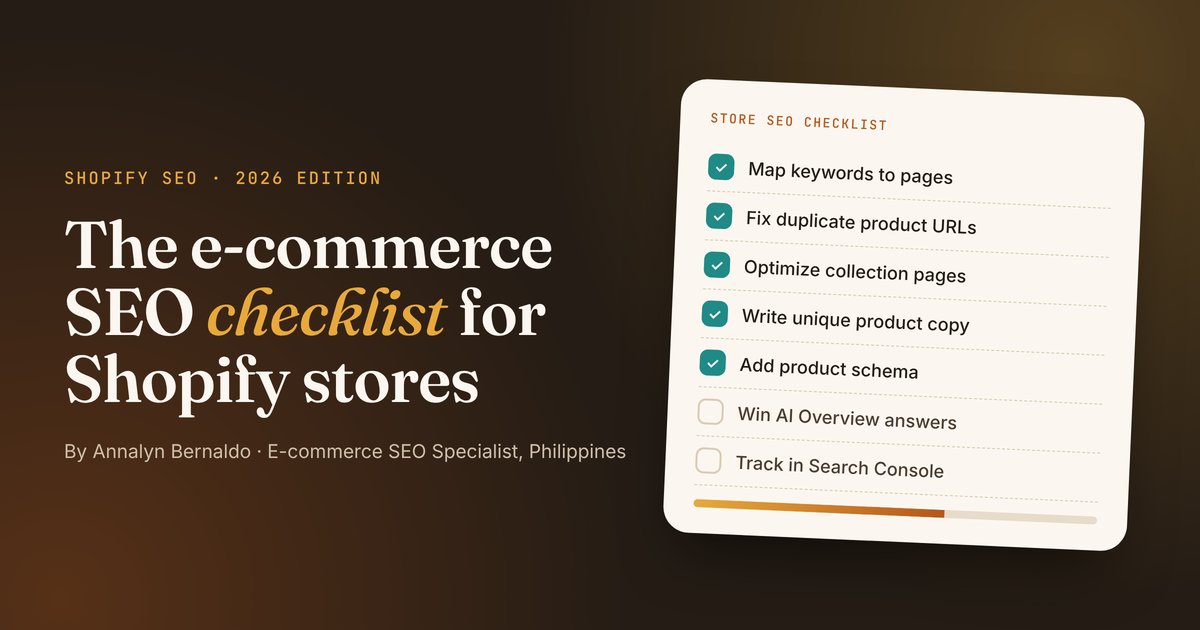 SHOPIFY SEO · 2026 EDITION
The e-commerce
SEO checklist for
Shopify stores
By Annalyn Bernaldo · E-commerce SEO Specialist, Philippines
STORE SEO CHECKLIST
Map keywords to pages
Fix duplicate product URLs
Optimize collection pages
Write unique product copy
Add product schema
Win AI Overview answers
Track in Search Console